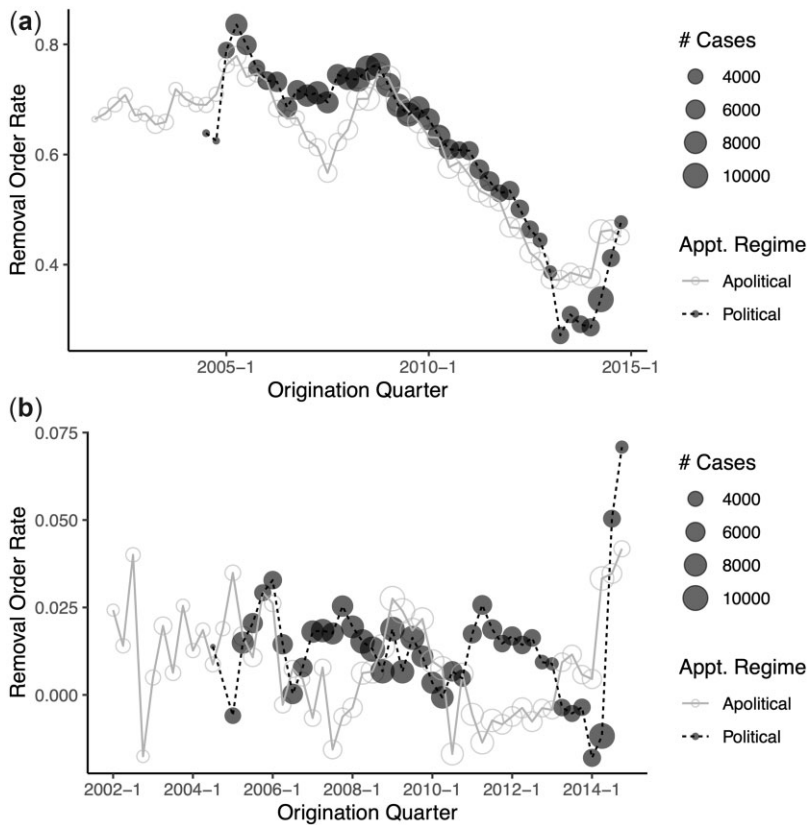 (a)
0.8
0.6
0.4
Removal Order Rate
2005-1
2010-1
2015-1
Origination Quarter
# Cases
4000
6000
8000
10000
Appt. Regime
Apolitical
Political
(b)
0.075
0.050
0.025
0.000
Removal Order Rate
2002-1
2004-1
2006-1
2008-1
2010-1
2012-1
2014-1
Origination Quarter
# Cases
4000
6000
8000
10000
Appt. Regime
Apolitical
Political